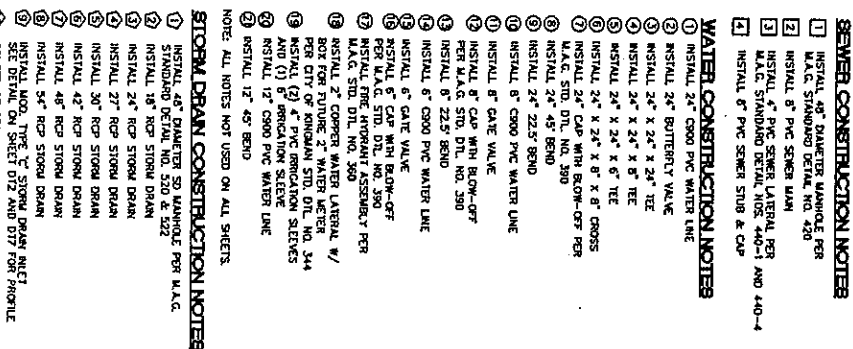 SEWER CONSTRUCTION NOTES
1 INSTALL 48" DIAMETER MANHOLE PER
M.A.G. STANDARD DETAIL NO. 420
2 INSTALL 8" PVC SEWER MAIN
3 INSTALL 4" PVC SEWER LATERAL PER
M.A.G. STANDARD DETAIL NOS. 440-1 AND 440-4
4 INSTALL 8" PVC SEWER STUB & CAP
WATER CONSTRUCTION NOTES
1 INSTALL 24" C900 PVC WATER LINE
2 INSTALL 24" BUTTERFLY VALVE
3 INSTALL 24" X 24" X 24" TEE
4 INSTALL 24" X 24" X 8" TEE
5 INSTALL 24" X 24" X 6" TEE
6 INSTALL 24" X 24" X 8" X 8" CROSS
7 INSTALL 24" CAP WITH BLOW-OFF PER
M.A.G. STD. DTL. NO. 390
8 INSTALL 24" 45° BEND
9 INSTALL 24" 22.5° BEND
10 INSTALL 8" C900 PVC WATER LINE
11 INSTALL 8" GATE VALVE
12 INSTALL 8" CAP WITH BLOW-OFF
PER M.A.G. STD. DTL. NO. 390
13 INSTALL 8" 22.5° BEND
14 INSTALL 6" C900 PVC WATER LINE
15 INSTALL 6" GATE VALVE
16 INSTALL 6" CAP WITH BLOW-OFF
PER M.A.G. STD. DTL. NO. 390
17 INSTALL FIRE HYDRANT ASSEMBLY PER
M.A.G. STD. DTL. NO. 360
18 INSTALL 2" COPPER WATER LATERAL W/
BOX FOR FUTURE 2" WATER METER
PER CITY OF KINGMAN STD. DTL. NO. 344
19 INSTALL (2) 4" PVC IRRIGATION SLEEVES
AND (1) 6" IRRIGATION SLEEVE
20 INSTALL 12" C900 PVC WATER LINE
21 INSTALL 12" 45° BEND
NOTE: ALL NOTES NOT USED ON ALL SHEETS.
STORM DRAIN CONSTRUCTION NOTES
1 INSTALL 48" DIAMETER SD MANHOLE PER M.A.G.
STANDARD DETAIL NO. 520 & 522
2 INSTALL 18" RCP STORM DRAIN
3 INSTALL 24" RCP STORM DRAIN
4 INSTALL 27" RCP STORM DRAIN
5 INSTALL 30" RCP STORM DRAIN
6 INSTALL 42" RCP STORM DRAIN
7 INSTALL 48" RCP STORM DRAIN
8 INSTALL 54" RCP STORM DRAIN
9 INSTALL MOD. TYPE 'C' STORM DRAIN INLET
SEE DETAIL ON SHEET DT2 AND DT7 FOR PROFILE